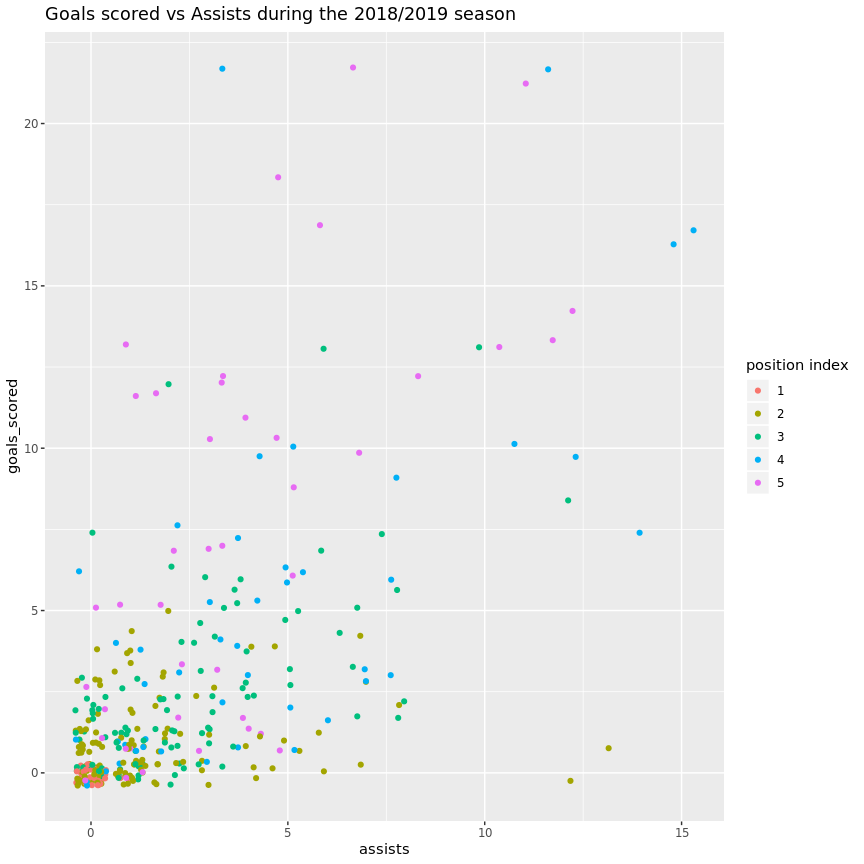 Goals scored vs Assists during the 2018/2019 season
goals_scored
20
15
10
5
0
0 5 10 15
assists
position index
1
2
3
4
5